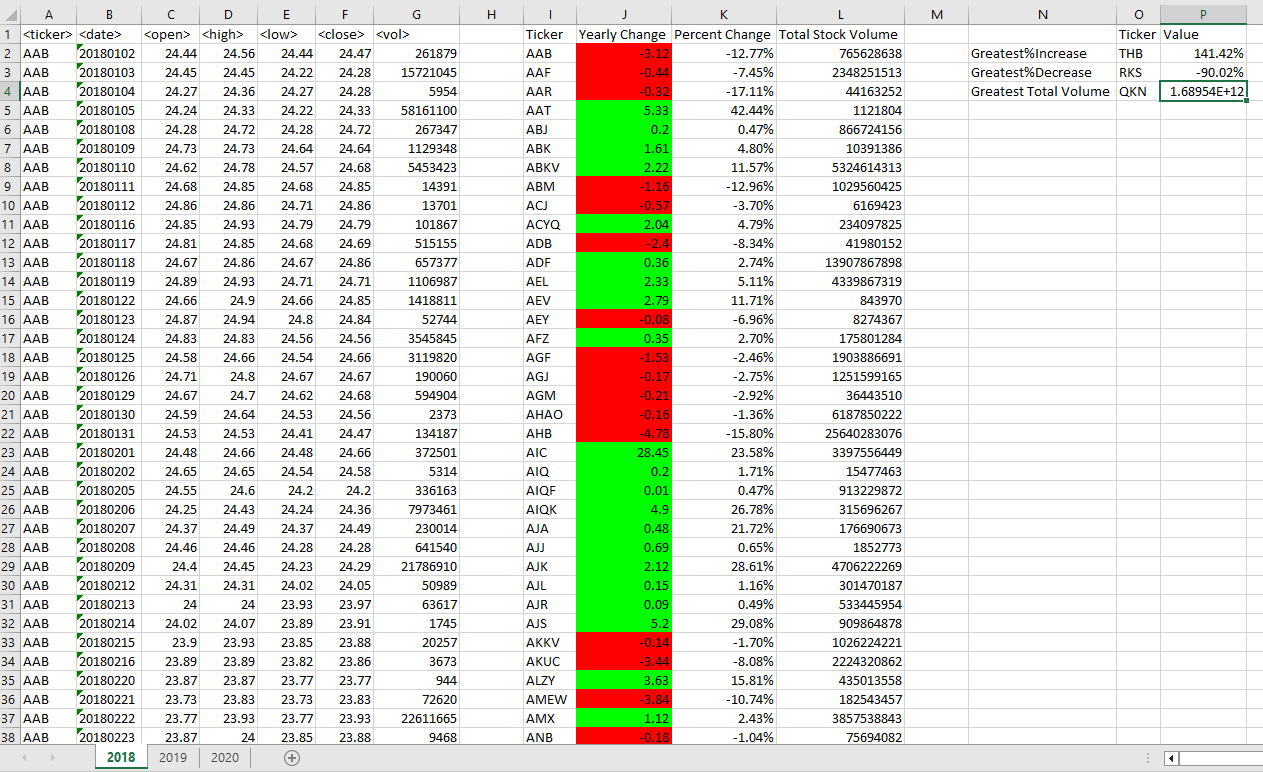 A B C D E F G H I J K L M N O P
1 <ticker> <date> <open> <high> <low> <close> <vol> Ticker Yearly Change Percent Change Total Stock Volume Ticker Value
2 AAB 20180102 24.44 24.56 24.44 24.47 261879 AAB -3.12 -12.77% 765628638 Greatest%Increase THB 141.42%
3 AAB 20180103 24.45 24.45 24.22 24.28 15721045 AAF -0.44 -7.45% 2348251513 Greatest%Decrease RKS -90.02%
4 AAB 20180104 24.27 24.36 24.27 24.28 5954 AAR -0.32 -17.11% 44163252 Greatest Total Volume QKN 1.68954E+12
5 AAB 20180105 24.24 24.33 24.22 24.33 58161100 AAT 5.33 42.44% 1121804
6 AAB 20180108 24.28 24.72 24.28 24.72 267347 ABJ 0.2 0.47% 866724156
7 AAB 20180109 24.73 24.73 24.64 24.64 1129348 ABK 1.61 4.80% 10391386
8 AAB 20180110 24.62 24.78 24.57 24.68 5453423 ABKV 2.22 11.57% 5324614313
9 AAB 20180111 24.68 24.85 24.68 24.85 14391 ABM -1.16 -12.96% 1029560425
10 AAB 20180112 24.86 24.86 24.71 24.86 13701 ACJ -0.57 -3.70% 6169423
11 AAB 20180116 24.85 24.93 24.79 24.79 101867 ACYQ 2.04 4.79% 234097825
12 AAB 20180117 24.81 24.85 24.68 24.69 515155 ADB -2.4 -8.34% 41980152
13 AAB 20180118 24.67 24.86 24.67 24.86 657377 ADF 0.36 2.74% 13907867898
14 AAB 20180119 24.89 24.93 24.71 24.71 1106987 AEL 2.33 5.11% 4339867319
15 AAB 20180122 24.66 24.9 24.66 24.85 1418811 AEV 2.79 11.71% 843970
16 AAB 20180123 24.87 24.94 24.8 24.84 52744 AEY -0.08 -6.96% 8274367
17 AAB 20180124 24.83 24.83 24.56 24.56 3545845 AFZ 0.35 2.70% 175801284
18 AAB 20180125 24.58 24.66 24.54 24.66 3119820 AGF -1.53 -2.46% 1903886691
19 AAB 20180126 24.71 24.8 24.67 24.67 190060 AGJ -0.17 -2.75% 1251599165
20 AAB 20180129 24.67 24.7 24.62 24.68 594904 AGM -0.21 -2.92% 36443510
21 AAB 20180130 24.59 24.64 24.53 24.56 2373 AHAO -0.16 -1.36% 6187850222
22 AAB 20180131 24.53 24.53 24.41 24.47 134187 AHB -4.78 -15.80% 25640283076
23 AAB 20180201 24.48 24.66 24.48 24.66 372501 AIC 28.45 23.58% 3397556449
24 AAB 20180202 24.65 24.65 24.54 24.58 5314 AIQ 0.2 1.71% 15477463
25 AAB 20180205 24.55 24.6 24.2 24.2 336163 AIQF 0.01 0.47% 913229872
26 AAB 20180206 24.25 24.43 24.24 24.36 7973461 AIQK 4.9 26.78% 315696267
27 AAB 20180207 24.37 24.49 24.37 24.49 230014 AJA 0.48 21.72% 176690673
28 AAB 20180208 24.46 24.46 24.28 24.28 641540 AJJ 0.69 0.65% 1852773
29 AAB 20180209 24.4 24.45 24.23 24.29 21786910 AJK 2.12 28.61% 4706222269
30 AAB 20180212 24.31 24.31 24.02 24.05 50989 AJL 0.15 1.16% 301470187
31 AAB 20180213 24 24 23.93 23.97 63617 AJR 0.09 0.49% 533445954
32 AAB 20180214 24.02 24.07 23.89 23.91 1745 AJS 5.2 29.08% 909864878
33 AAB 20180215 23.9 23.93 23.85 23.88 20257 AKKV -0.14 -1.70% 1026224221
34 AAB 20180216 23.89 23.89 23.82 23.86 3673 AKUC -3.44 -8.08% 2224320862
35 AAB 20180220 23.87 23.87 23.77 23.77 944 ALZY 3.63 15.81% 435013558
36 AAB 20180221 23.73 23.83 23.73 23.83 72620 AMEW -3.84 -10.74% 182543457
37 AAB 20180222 23.77 23.93 23.77 23.93 22611665 AMX 1.12 2.43% 3857538843
38 AAB 20180223 23.87 24 23.85 23.88 9468 ANB -0.18 -1.04% 75694082
2018 2019 2020